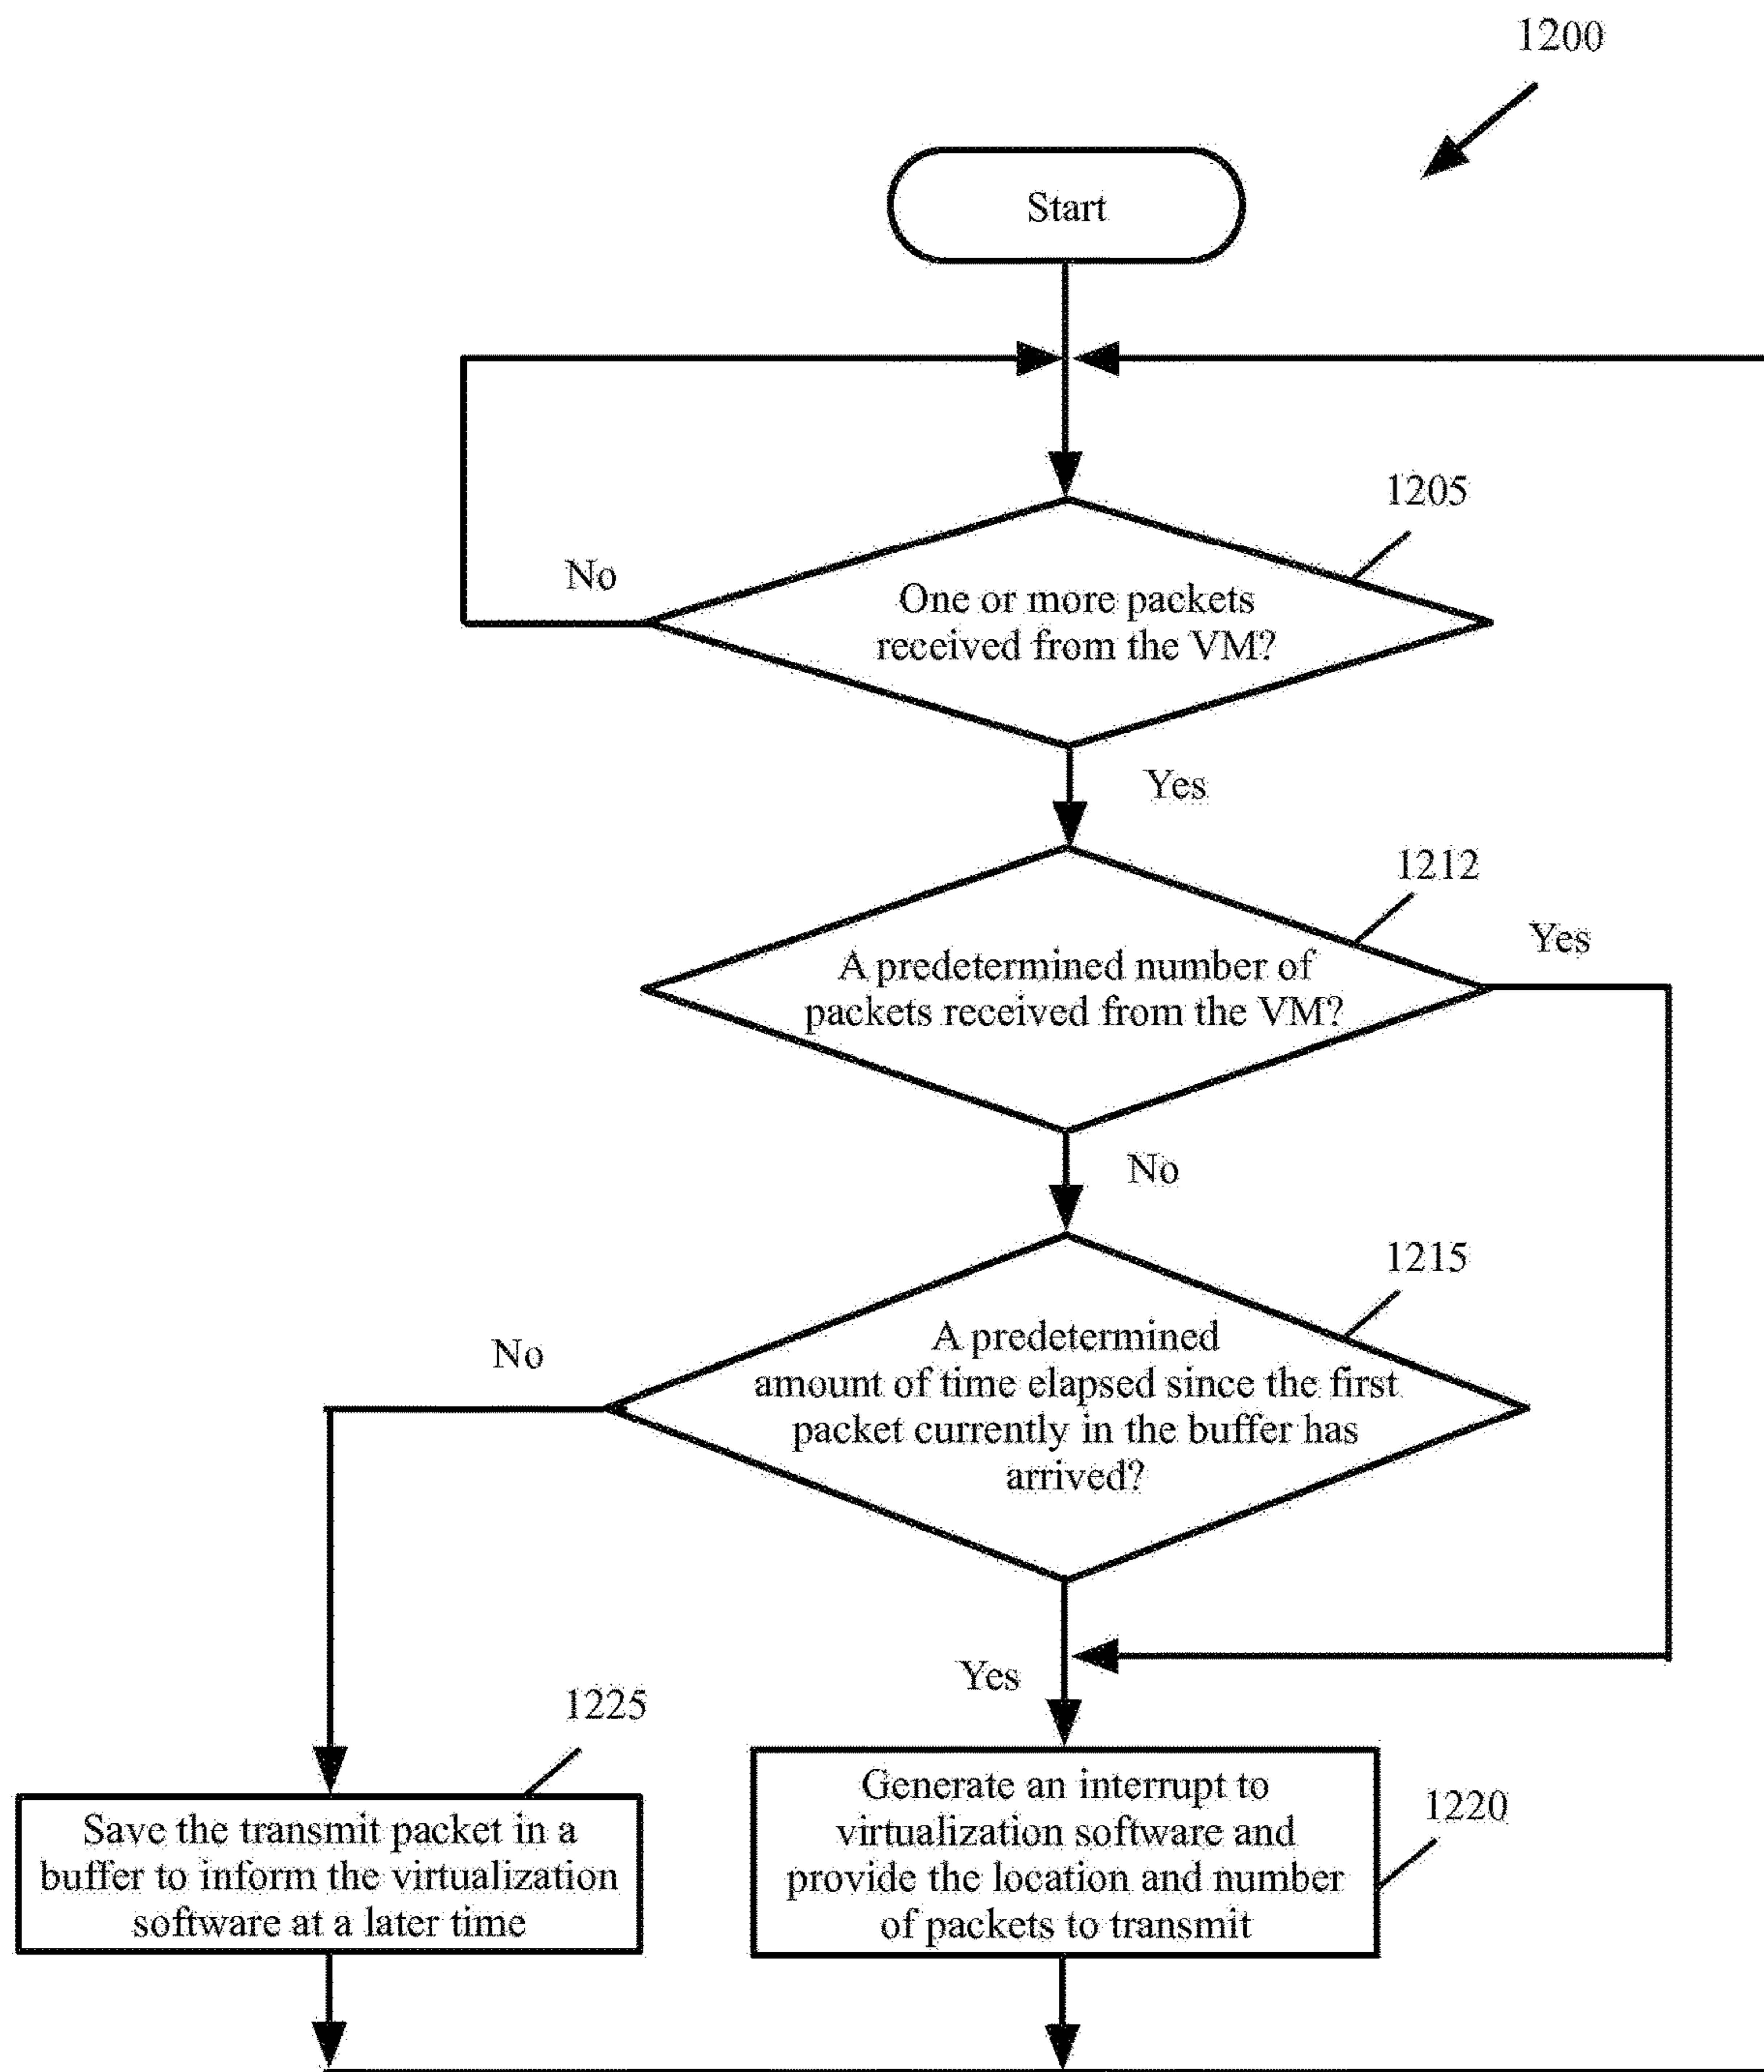 1200
Start
1205
No
One or more packets
received from the VM?
Yes
1212
Yes
A predetermined number of
packets received from the VM?
No
1215
No
A predetermined
amount of time elapsed since the first
packet currently in the buffer has
arrived?
Yes
1225
Save the transmit packet in a
buffer to inform the virtualization
software at a later time
Generate an interrupt to
virtualization software and
provide the location and number
of packets to transmit
1220